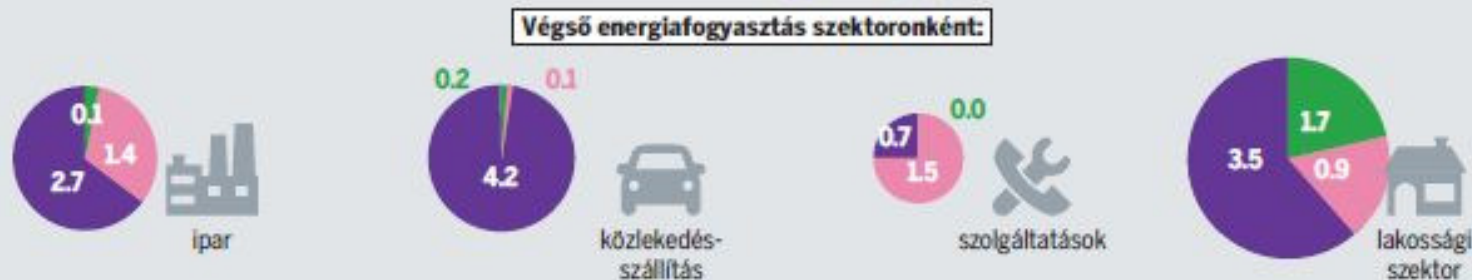 Végső energiafogyasztás szektoronként:
0.1
1.4
2.7
ipar
0.2
0.1
4.2
közlekedés-
szállítás
0.0
0.7
1.5
szolgáltatások
1.7
3.5
0.9
lakossági
szektor